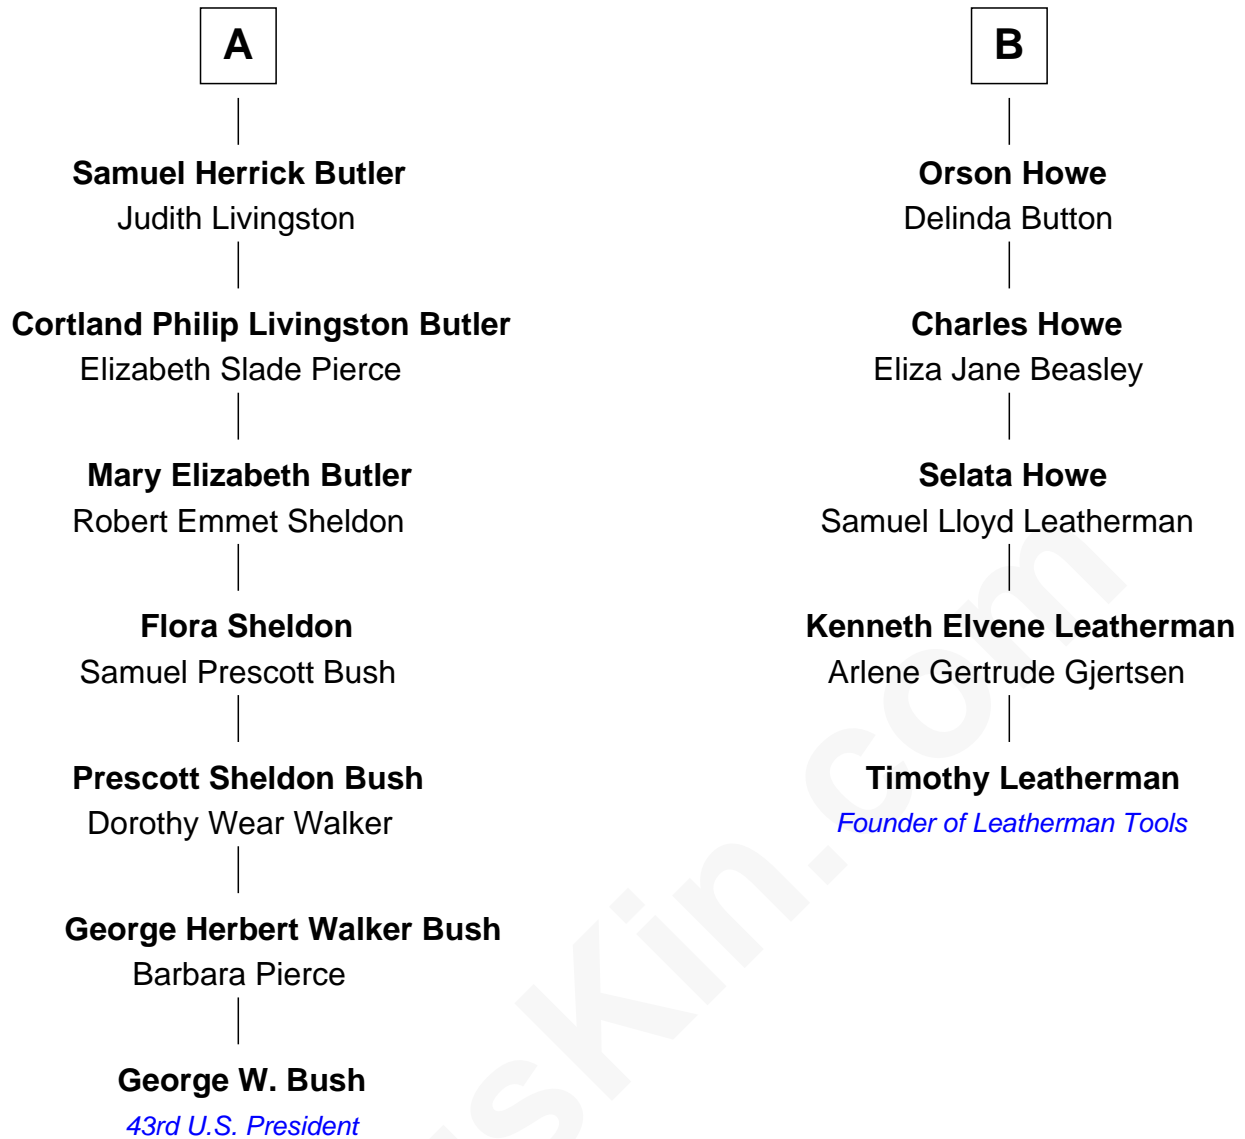 A
Samuel Herrick Butler
Judith Livingston
Cortland Philip Livingston Butler
Elizabeth Slade Pierce
Mary Elizabeth Butler
Robert Emmet Sheldon
Flora Sheldon
Samuel Prescott Bush
Prescott Sheldon Bush
Dorothy Wear Walker
George Herbert Walker Bush
Barbara Pierce
George W. Bush
43rd U.S. President
B
Orson Howe
Delinda Button
Charles Howe
Eliza Jane Beasley
Selata Howe
Samuel Lloyd Leatherman
Kenneth Elvene Leatherman
Arlene Gertrude Gjertsen
Timothy Leatherman
Founder of Leatherman Tools
sKin.com